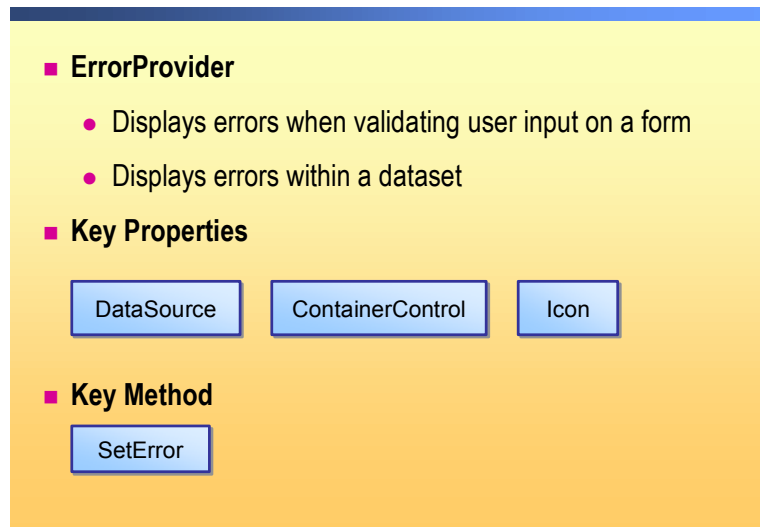 ErrorProvider
Displays errors when validating user input on a form
Displays errors within a dataset
Key Properties
DataSource ContainerControl Icon
Key Method
SetError